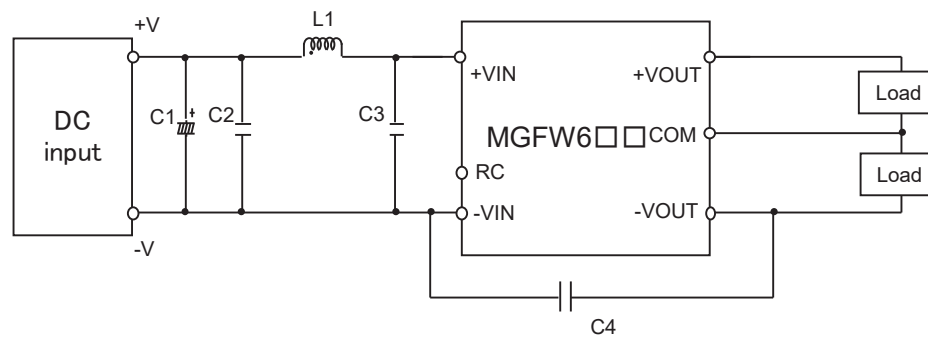 +V
L1
DC
input
C1
+
C2
C3
+VIN
+VOUT
MGFW6□□
COM
RC
-VIN
-VOUT
Load
Load
-V
C4